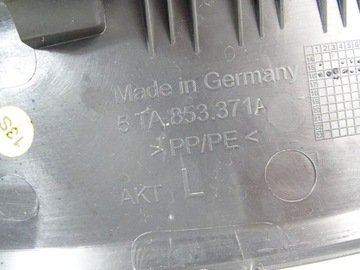 Made in Germany
5TA.853.371A
>PP/PE<
AKT L